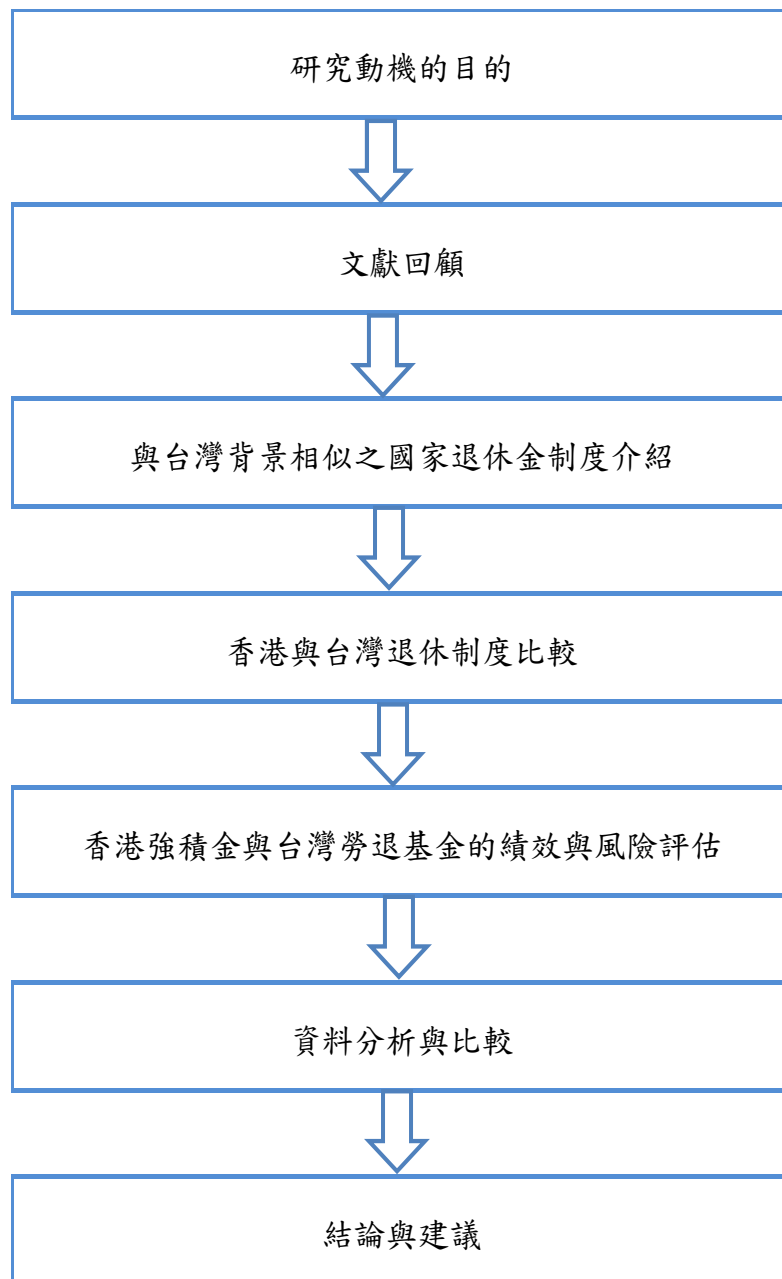 研究動機的目的
文獻回顧
與台灣背景相似之國家退休金制度介紹
香港與台灣退休制度比較
香港強積金與台灣勞退基金的績效與風險評估
資料分析與比較
結論與建議